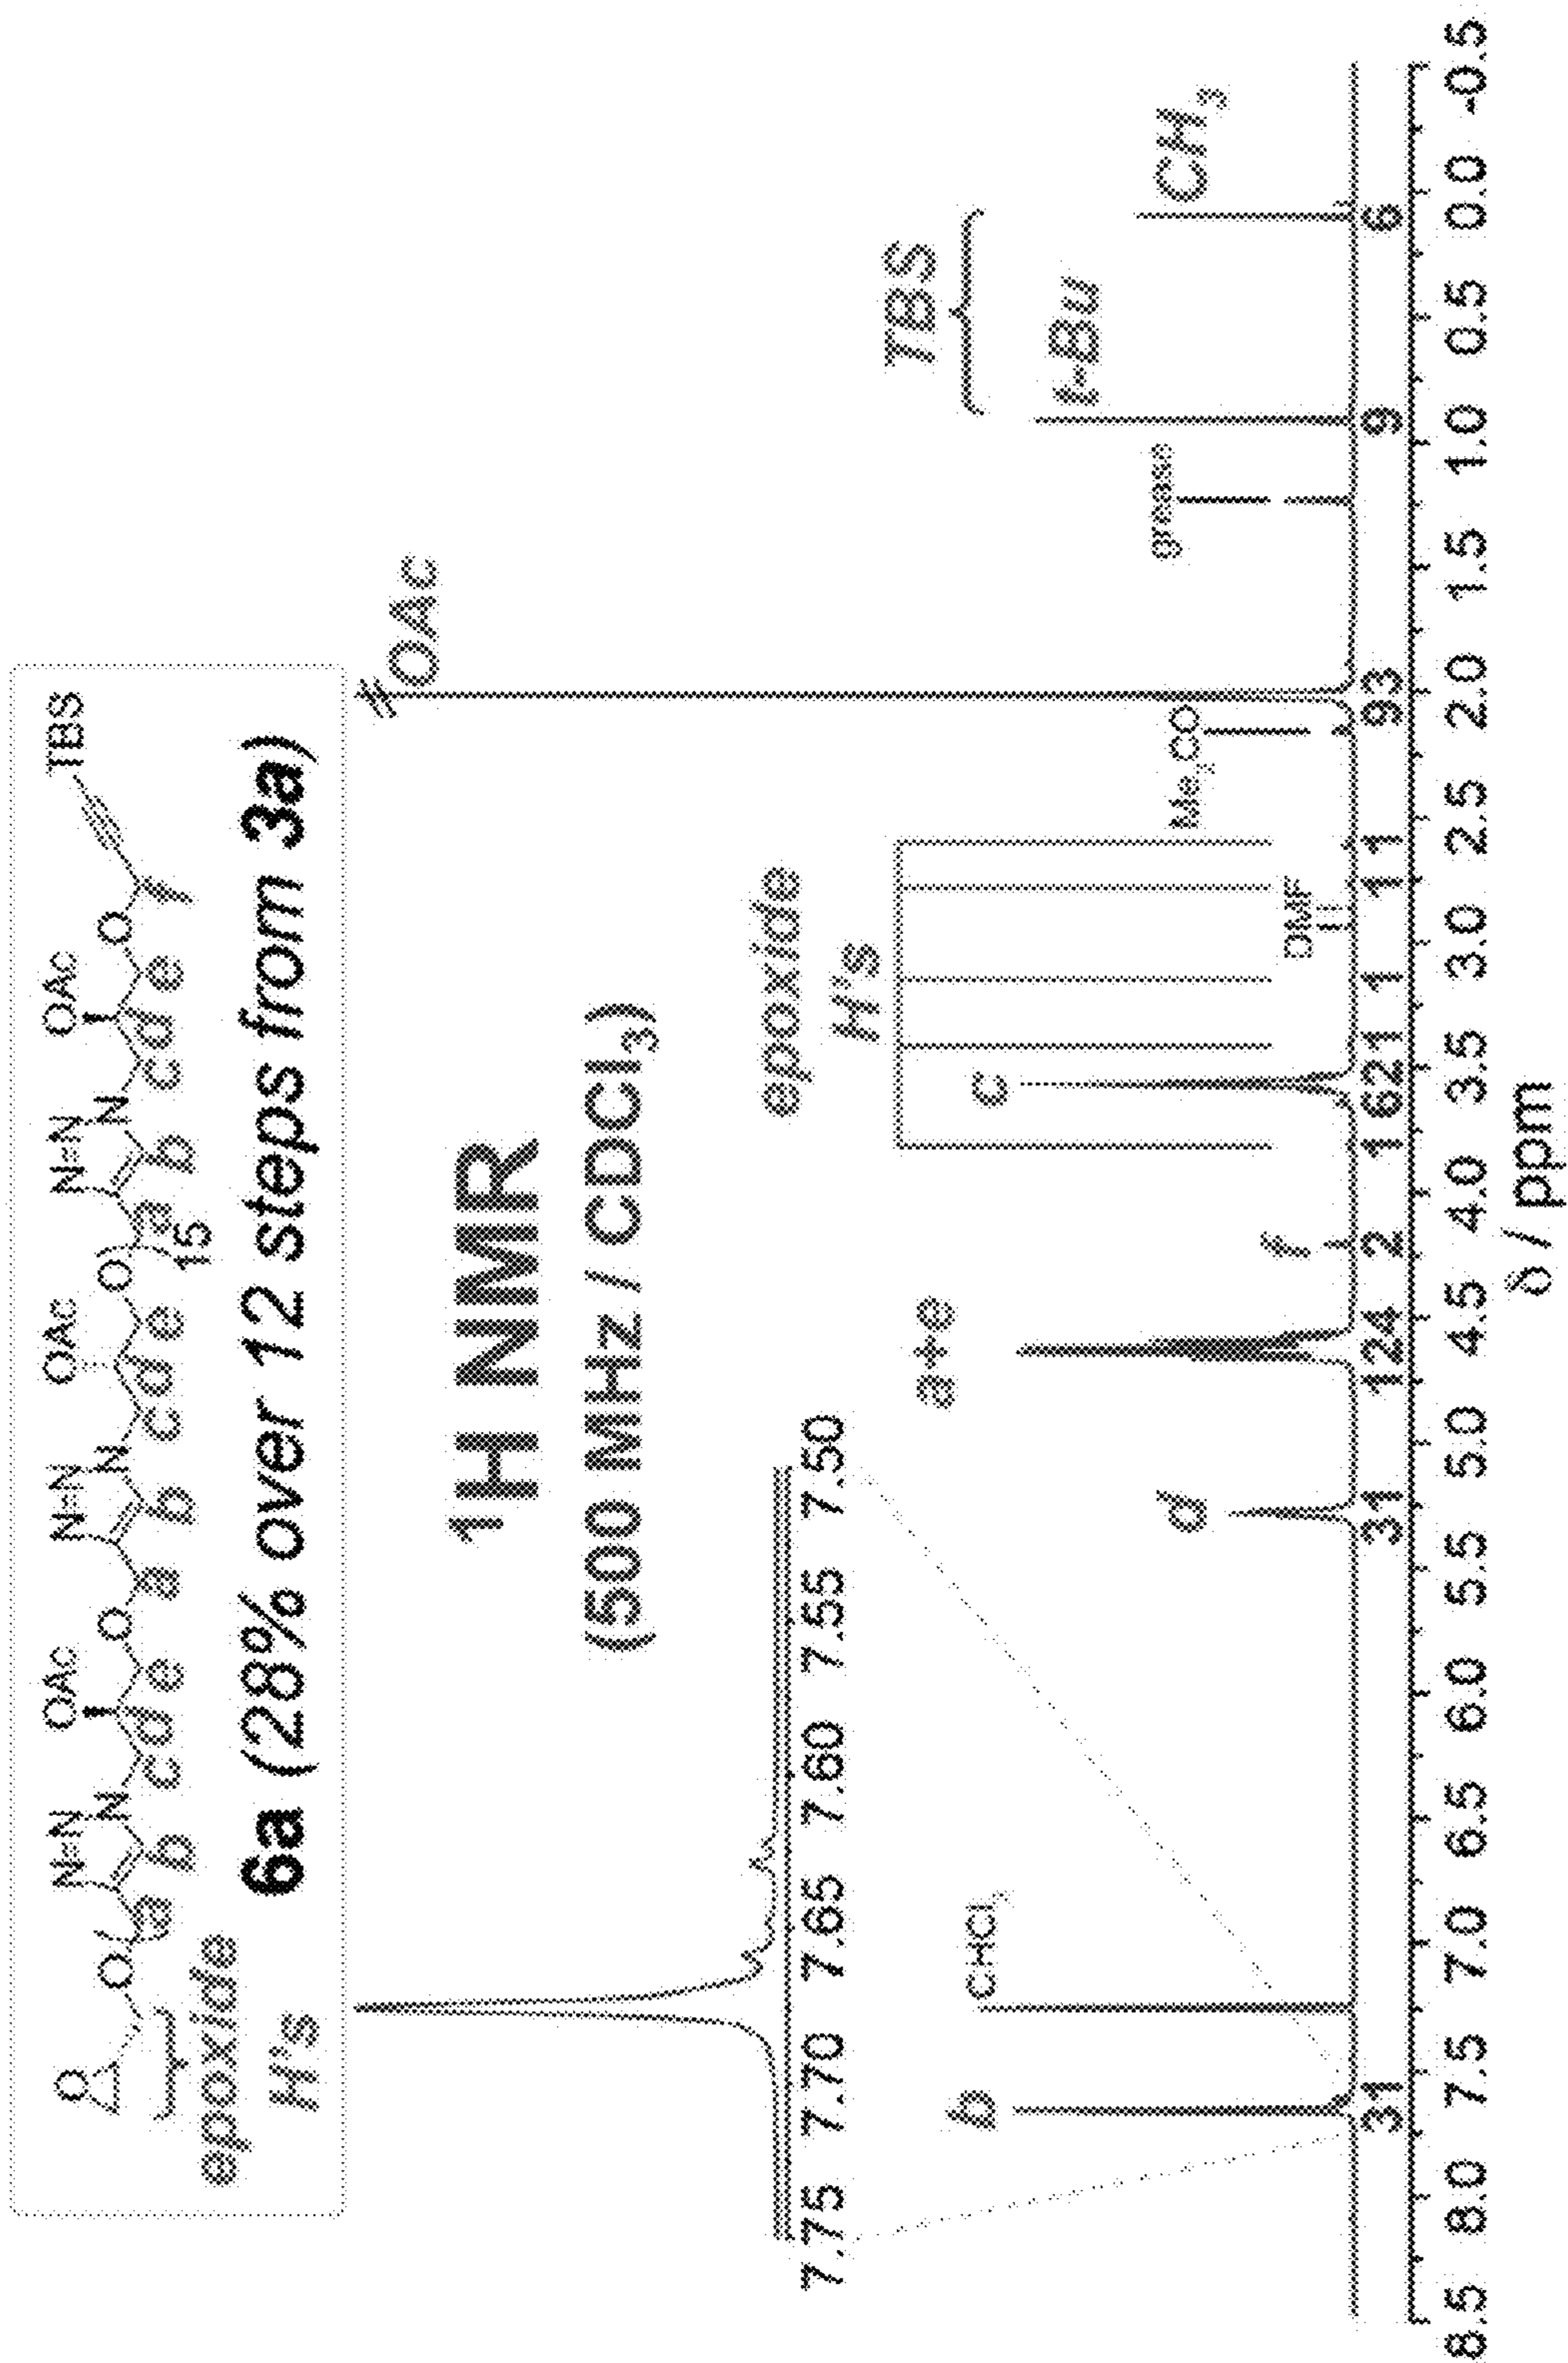 OAc OAc OAc
O O N=N N O N=N N O N=N N O TBS
a b c d e a b c d e a b c d e f
15
epoxide
H's
6a (28% over 12 steps from 3a)
1H NMR
(500 MHz / CDCl3)
OAc
7.75 7.70 7.65 7.60 7.55 7.50
epoxide
H's
TBS
t-Bu
CH3
b
CHCl3
d
a+e
f
c
DMF
Me2CO
grease
31 31 124 2 1 62 1 1 1 1 93 9 6
8.5 8.0 7.5 7.0 6.5 6.0 5.5 5.0 4.5 4.0 3.5 3.0 2.5 2.0 1.5 1.0 0.5 0.0 -0.5
δ / ppm